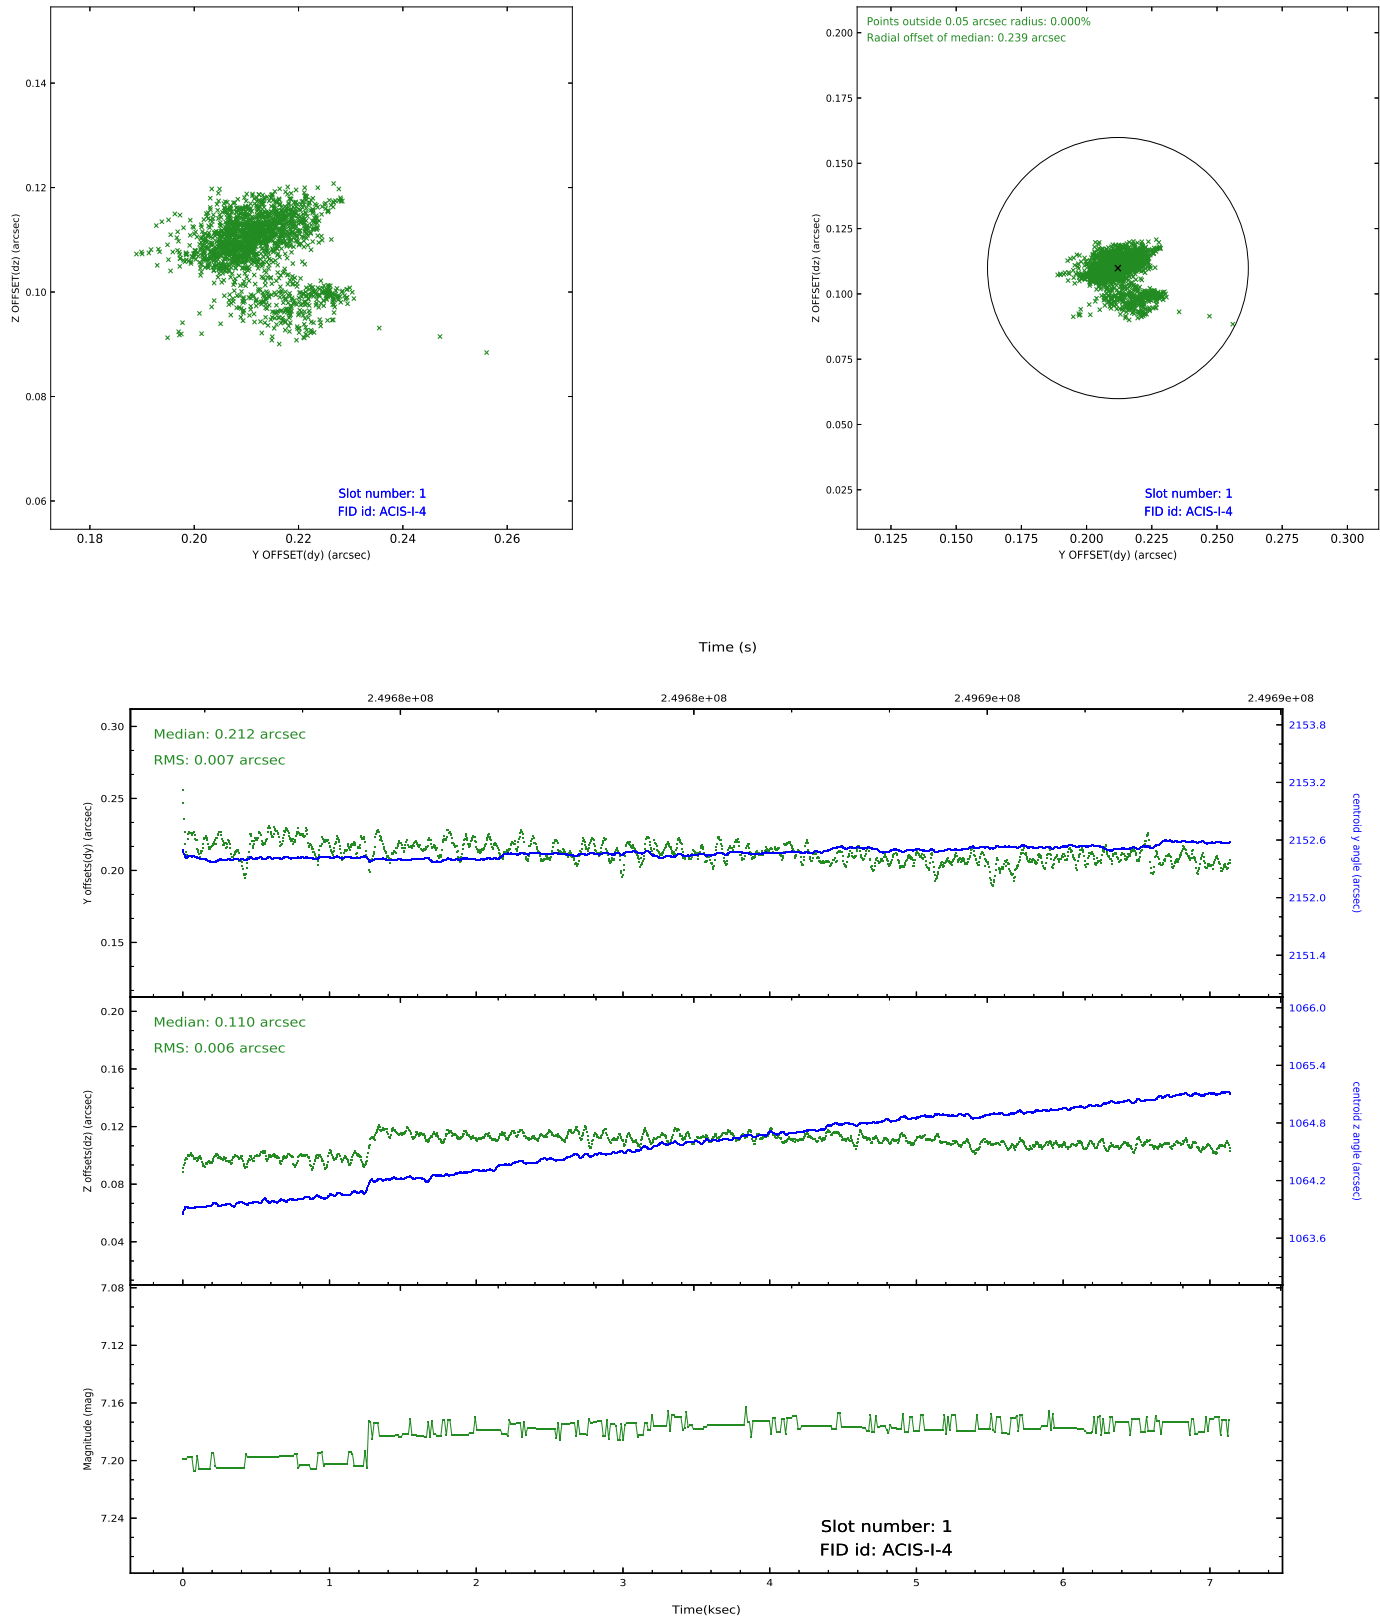 0.14
0.12
0.10
0.08
0.06
Z OFFSET(dz) (arcsec)
0.18 0.20 0.22 0.24 0.26
Y OFFSET(dy) (arcsec)
Slot number: 1
FID id: ACIS-I-4
Points outside 0.05 arcsec radius: 0.000%
Radial offset of median: 0.239 arcsec
0.200
0.175
0.150
0.125
0.100
0.075
0.050
0.025
Z OFFSET(dz) (arcsec)
0.125 0.150 0.175 0.200 0.225 0.250 0.275 0.300
Y OFFSET(dy) (arcsec)
Slot number: 1
FID id: ACIS-I-4
Time (s)
2.4968e+08 2.4968e+08 2.4969e+08 2.4969e+08
Median: 0.212 arcsec
RMS: 0.007 arcsec
0.30
0.25
0.20
0.15
Y offsets(dy) (arcsec)
2153.8
2153.2
2152.6
2152.0
2151.4
centroid y angle (arcsec)
Median: 0.110 arcsec
RMS: 0.006 arcsec
0.20
0.16
0.12
0.08
0.04
Z offsets(dz) (arcsec)
1066.0
1065.4
1064.8
1064.2
1063.6
centroid z angle (arcsec)
7.08
7.12
7.16
7.20
7.24
Magnitude (mag)
Slot number: 1
FID id: ACIS-I-4
0 1 2 3 4 5 6 7
Time(ksec)